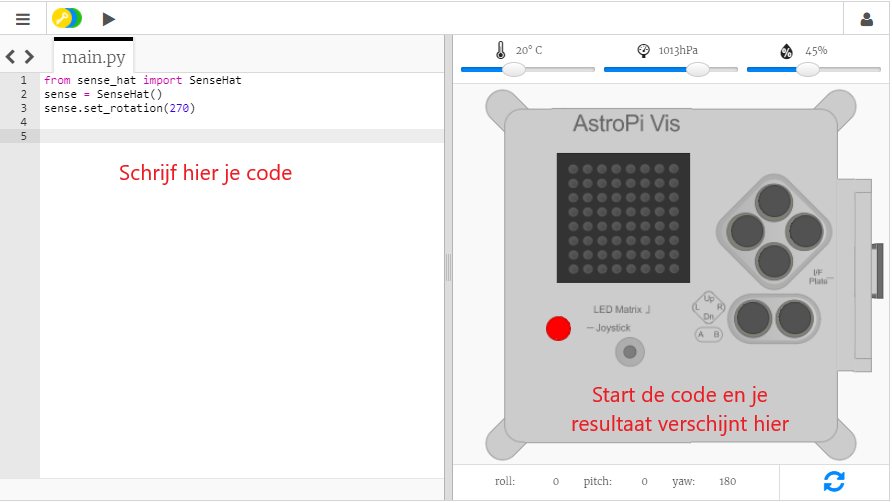 main.py
20° C
1013hPa
45%
1 from sense_hat import SenseHat
2 sense = SenseHat()
3 sense.set_rotation(270)
4
5
Schrijf hier je code
AstroPi Vis
I/F
Plate
LED Matrix
Joystick
Up
L R
Dn
A B
Start de code en je
resultaat verschijnt hier
roll: 0 pitch: 0 yaw: 180